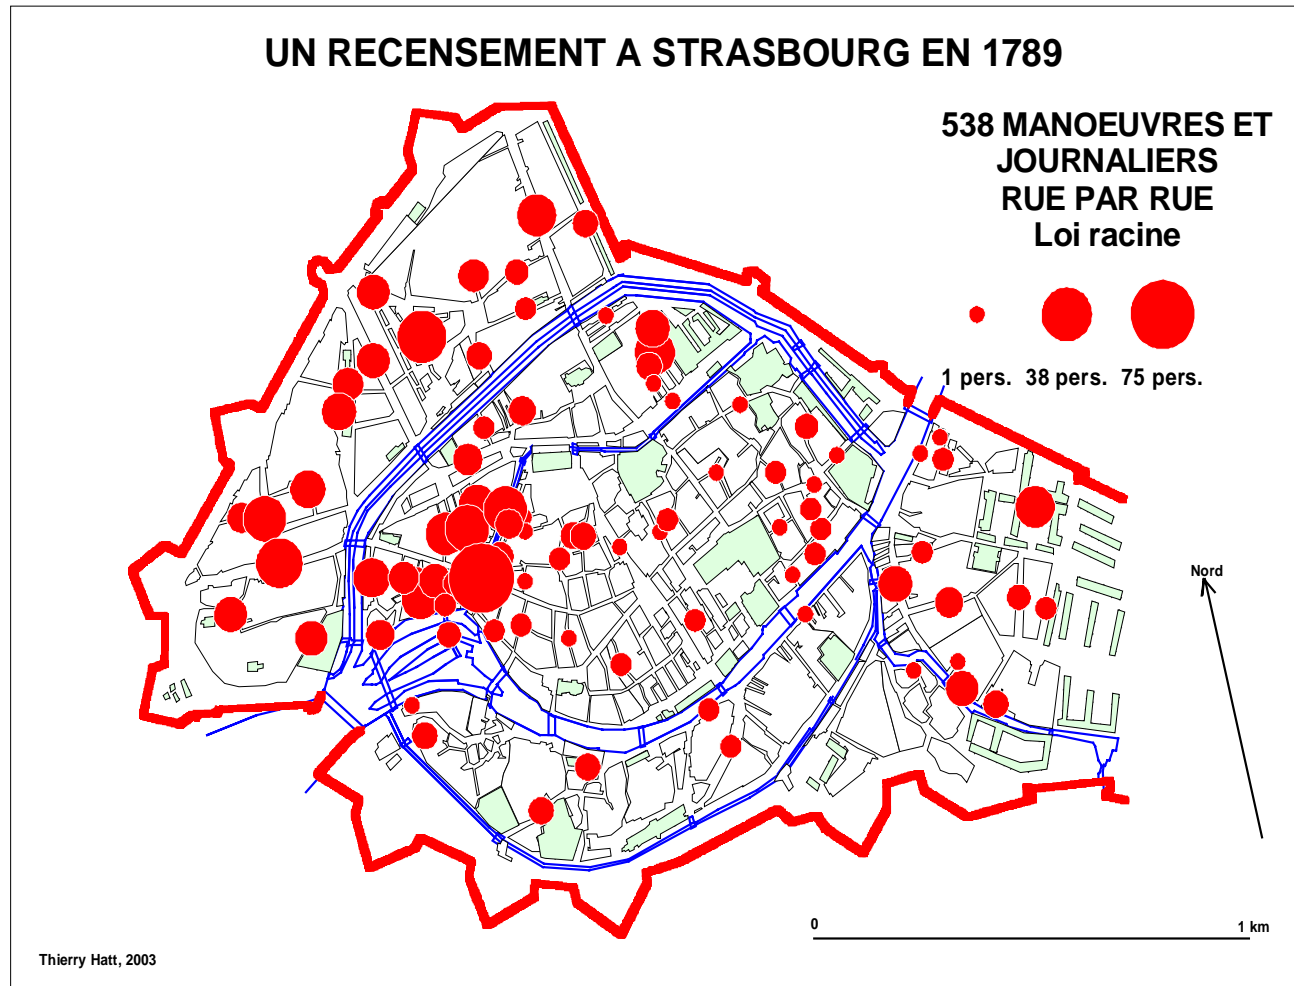 UN RECENSEMENT A STRASBOURG EN 1789
538 MANOEUVRES ET
JOURNALIERS
RUE PAR RUE
Loi racine
1 pers. 38 pers. 75 pers.
Nord
0 1 km
Thierry Hatt, 2003